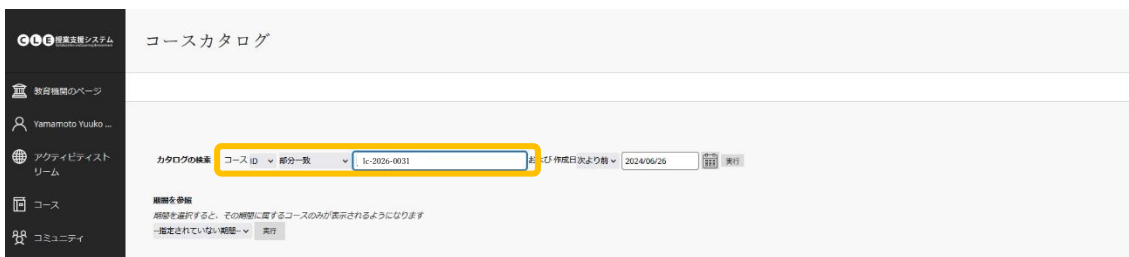 CLE 授業支援システム
コースカタログ
教育機関のページ
Yamamoto Yuuko ...
アクティビティスト
リーム
コース
コミュニティ
カタログの検索 コース ID 部分一致 lc-2026-0031 および 作成日 次より前 2024/06/26 実行
期間を参照
期間を選択すると、その期間に属するコースのみが表示されるようになります
--指定されていない期間-- 実行